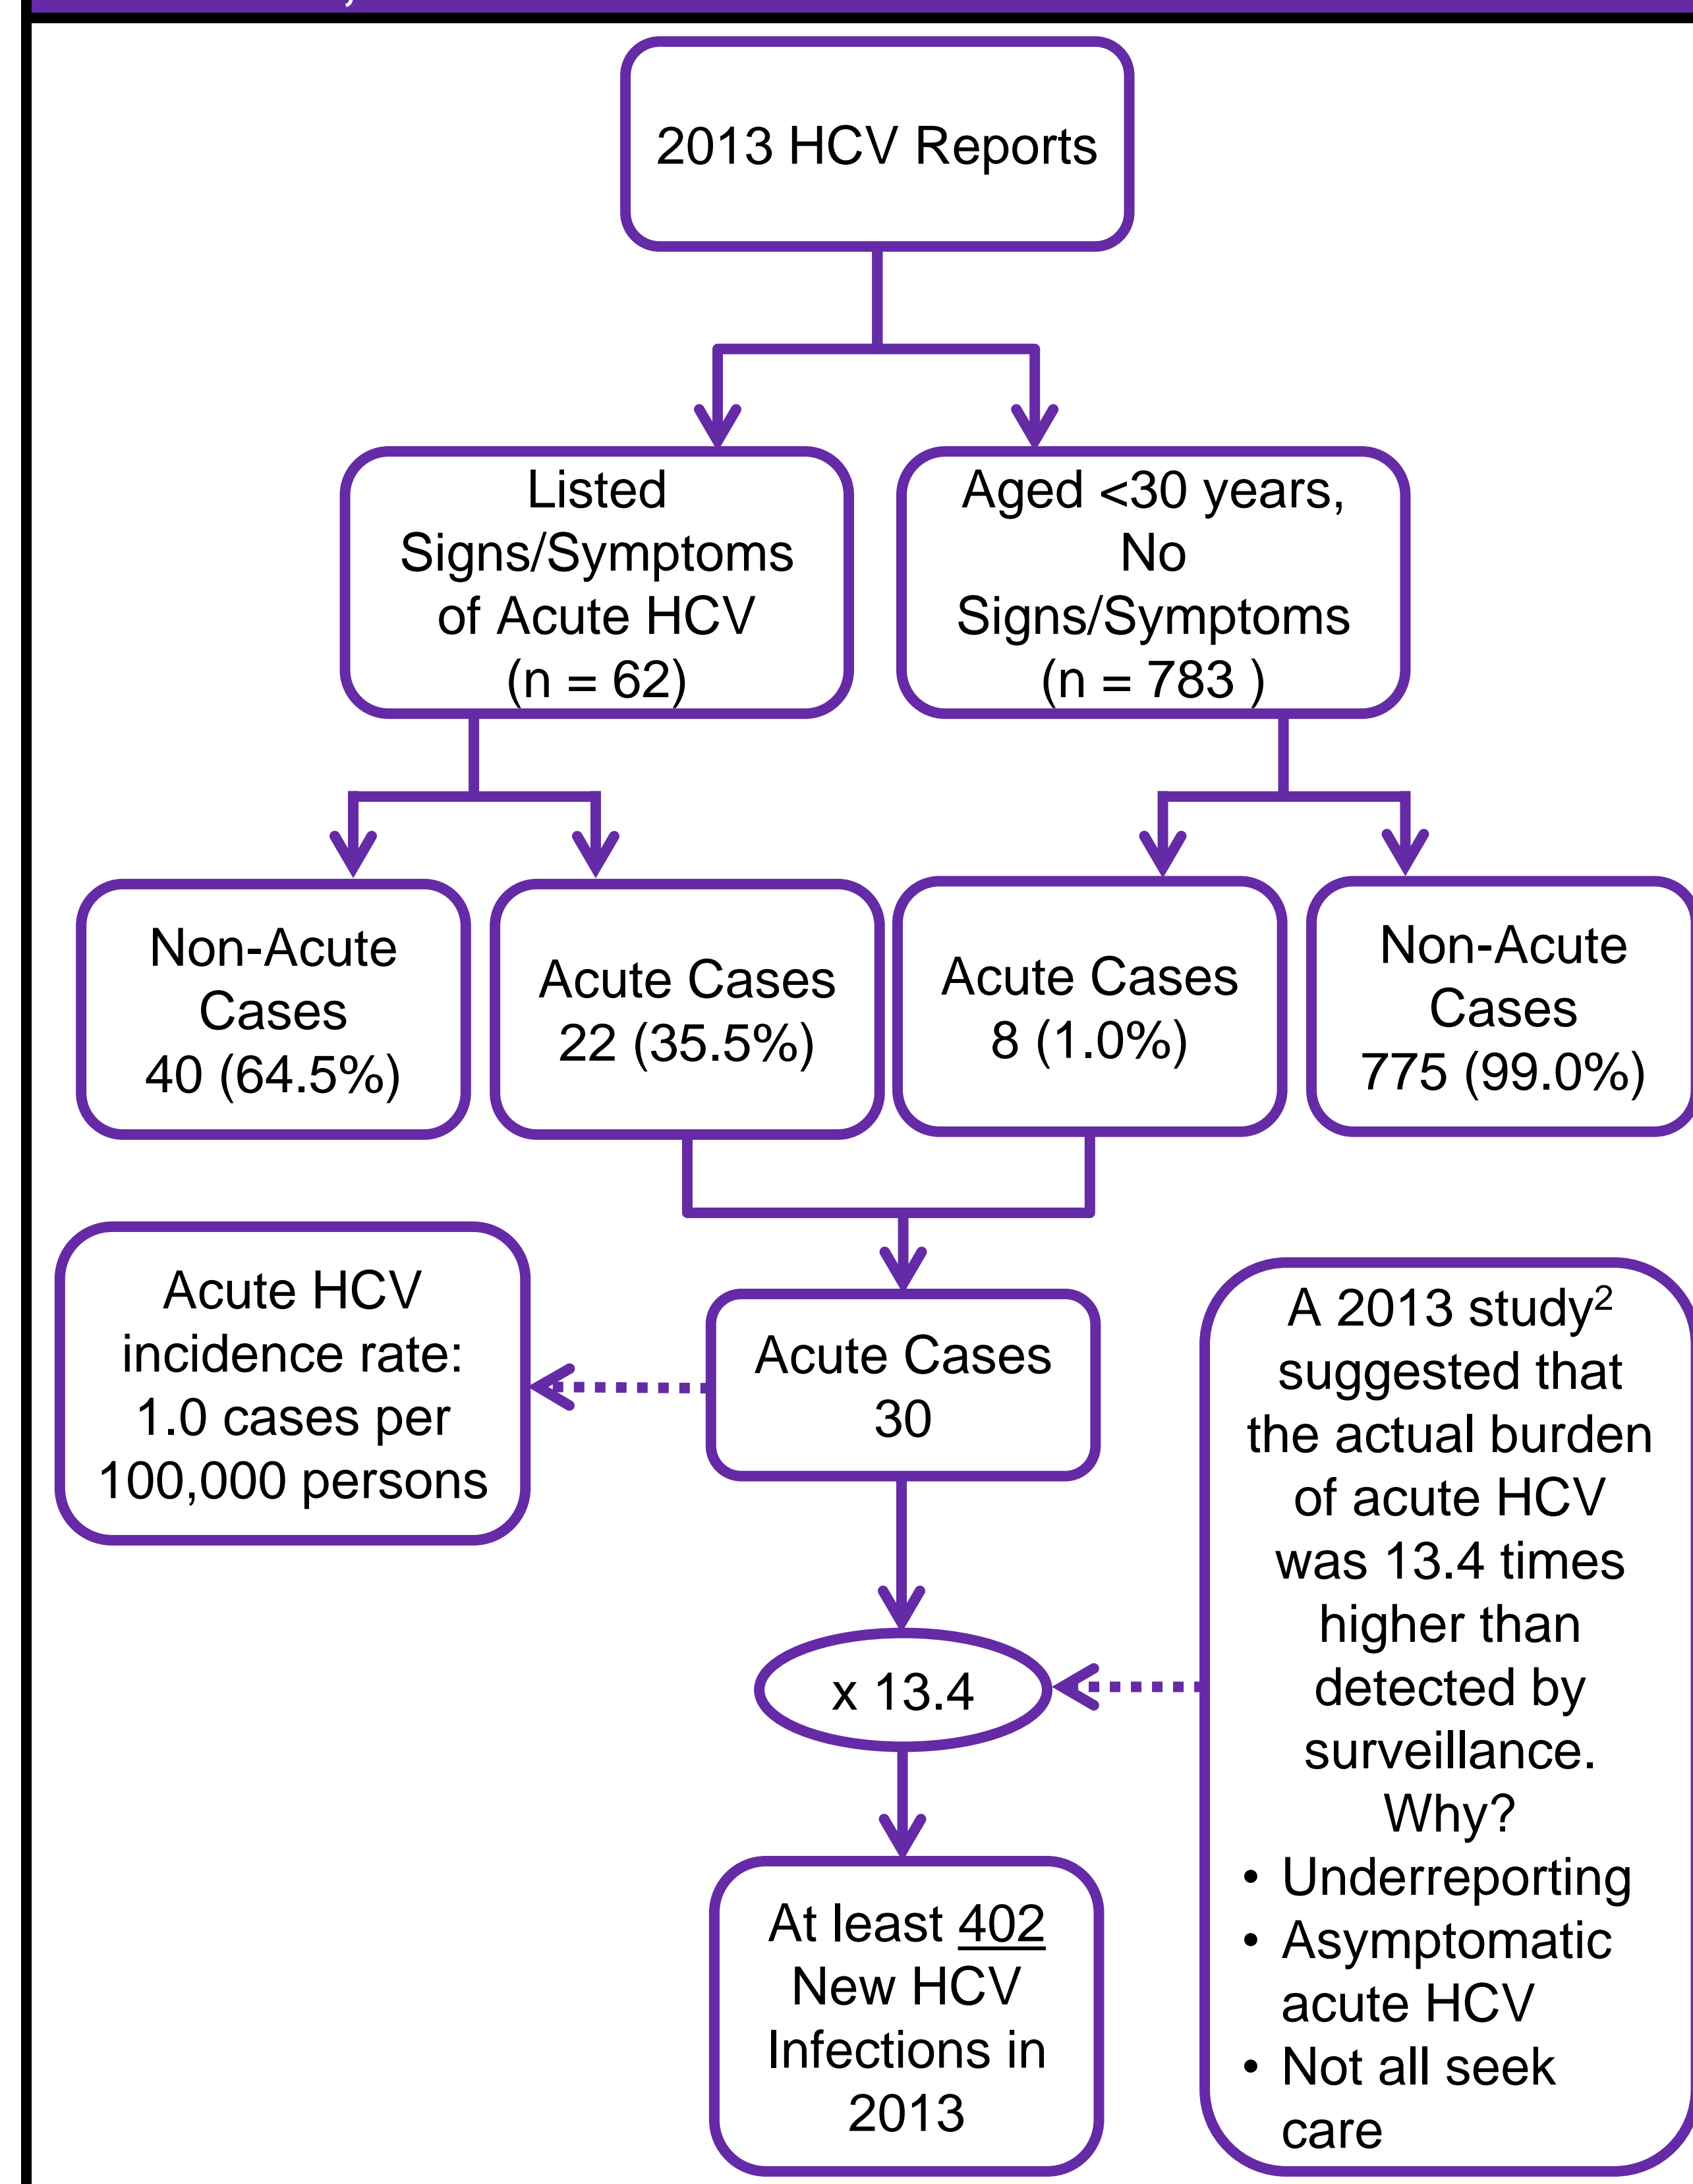 2013 HCV Reports
Listed
Signs/Symptoms
of Acute HCV
(n = 62)
Aged <30 years,
No
Signs/Symptoms
(n = 783 )
Non-Acute
Cases
40 (64.5%)
Acute Cases
22 (35.5%)
Acute Cases
8 (1.0%)
Non-Acute
Cases
775 (99.0%)
Acute HCV
incidence rate:
1.0 cases per
100,000 persons
Acute Cases
30
A 2013 study²
suggested that
the actual burden
of acute HCV
was 13.4 times
higher than
detected by
surveillance.
Why?
• Underreporting
• Asymptomatic
acute HCV
• Not all seek
care
x 13.4
At least 402
New HCV
Infections in
2013